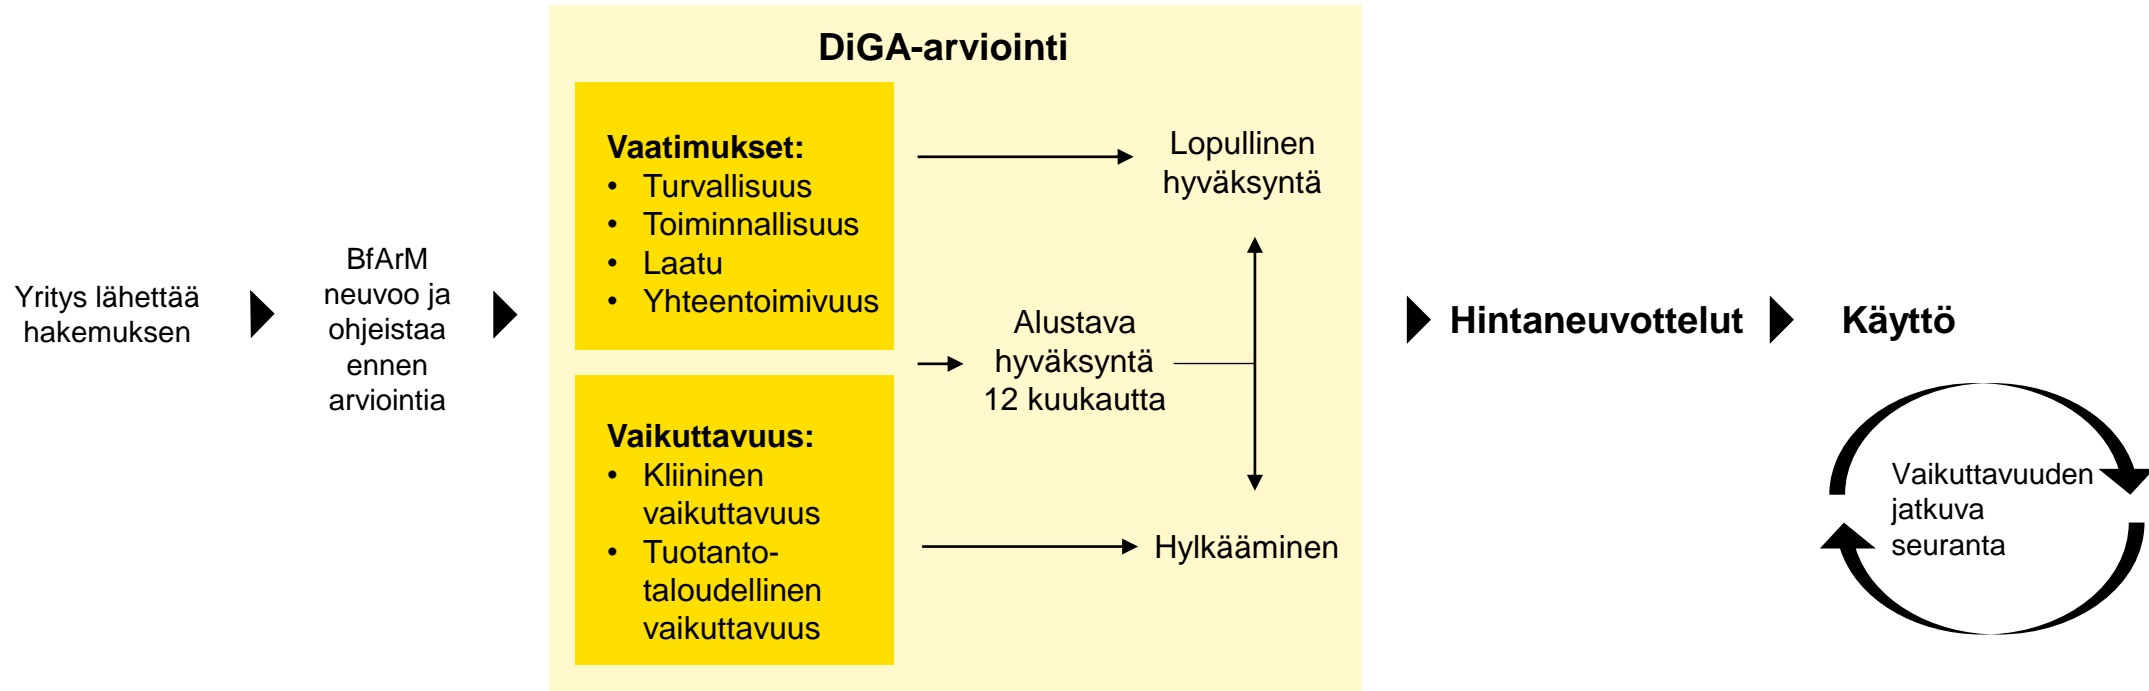 Yritys lähettää
hakemuksen
BfArM
neuvoo ja
ohjeistaa
ennen
arviointia
DiGA-arviointi
Vaatimukset:
• Turvallisuus
• Toiminnallisuus
• Laatu
• Yhteentoimivuus
Vaikuttavuus:
• Kliininen
vaikuttavuus
• Tuotanto-
taloudellinen
vaikuttavuus
Lopullinen
hyväksyntä
Alustava
hyväksyntä
12 kuukautta
Hylkääminen
Hintaneuvottelut
Käyttö
Vaikuttavuuden
jatkuva
seuranta